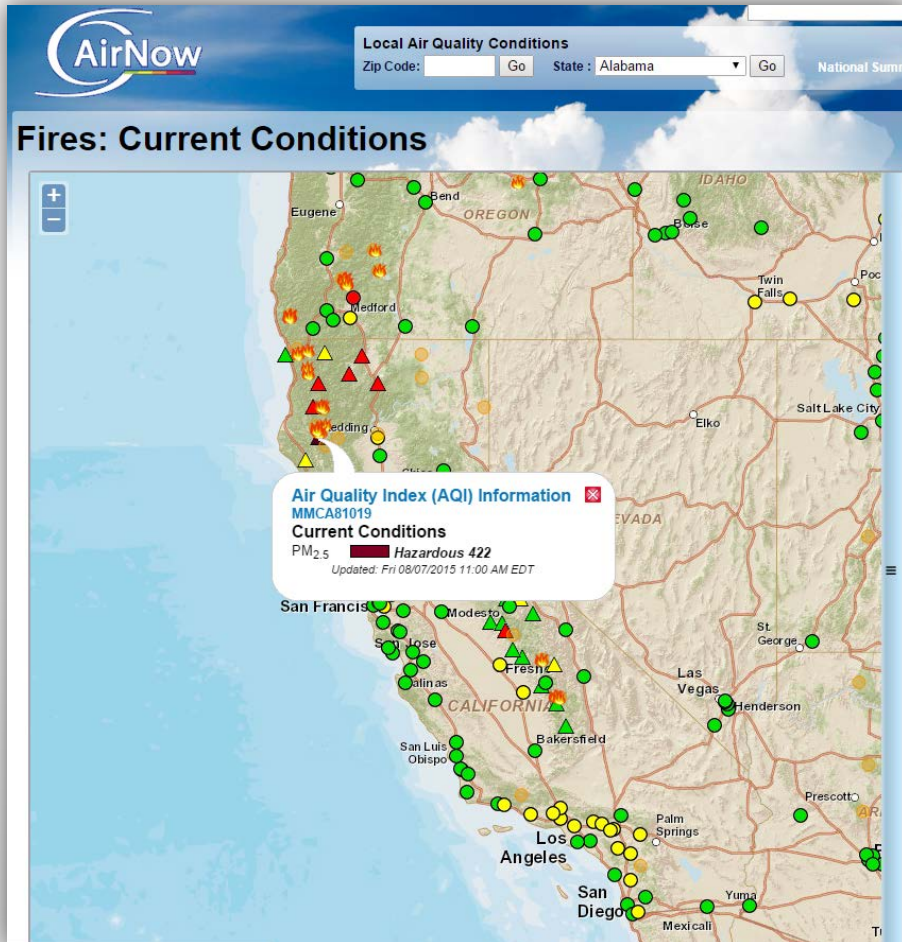 AirNow
Local Air Quality Conditions
Zip Code: Go State : Alabama Go
National Summ
Fires: Current Conditions
+
−
IDAHO
Bend
Eugene
OREGON
Boise
Twin
Falls
Poc
Medford
Salt Lake City
Elko
Redding
Air Quality Index (AQI) Information
MMCA81019
Current Conditions
PM2.5 Hazardous 422
Updated: Fri 08/07/2015 11:00 AM EDT
EVADA
San Francis
Modesto
St.
George
San Jose
Fresno
Las
Vegas
Salinas
Henderson
CALIFORNIA
San Luis
Obispo
Bakersfield
Prescott
AR
Palm
Springs
Los
Angeles
San
Diego
Yuma
Mexicali